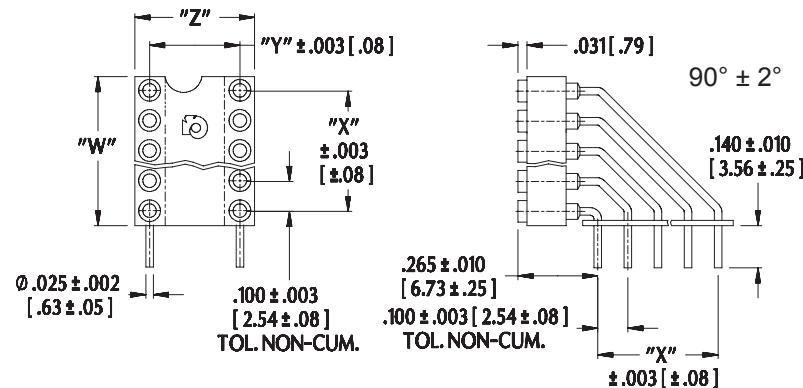 "Z"
"Y" ±.003 [.08]
"W"
"X"
±.003
[±.08]
Ø .025 ±.002
[.63 ±.05]
.100 ±.003
[2.54 ±.08]
TOL. NON-CUM.
.031 [.79]
90° ± 2°
.140 ±.010
[3.56 ±.25]
.265 ±.010
[6.73 ±.25]
.100 ±.003 [2.54 ±.08]
TOL. NON-CUM.
"X"
±.003 [±.08]